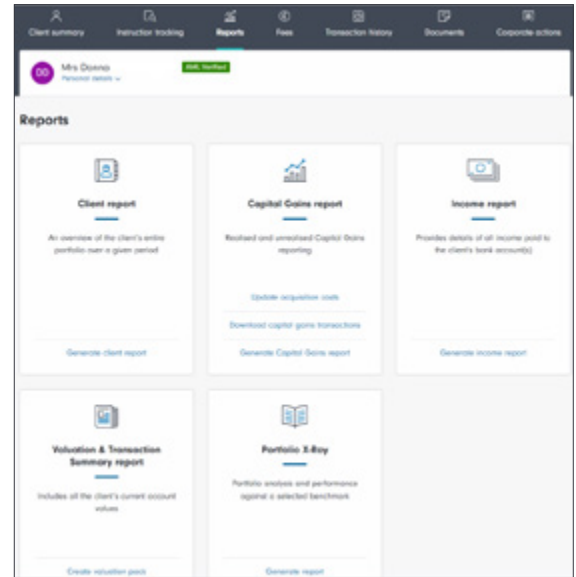 Client summary Instruction tracking Reports Fees Transaction history Documents Corporate actions
DD Mrs Donna AML Verified
Personal details
Reports
Client report
An overview of the client's entire
portfolio over a given period
Generate client report
Capital Gains report
Realised and unrealised Capital Gains
reporting
Update acquisition costs
Download capital gains transactions
Generate Capital Gains report
Income report
Provides details of all income paid to
the client's bank account(s)
Generate income report
Valuation & Transaction
Summary report
Includes all the client's current account
values
Create valuation pack
Portfolio X-Ray
Portfolio analysis and performance
against a selected benchmark
Generate report